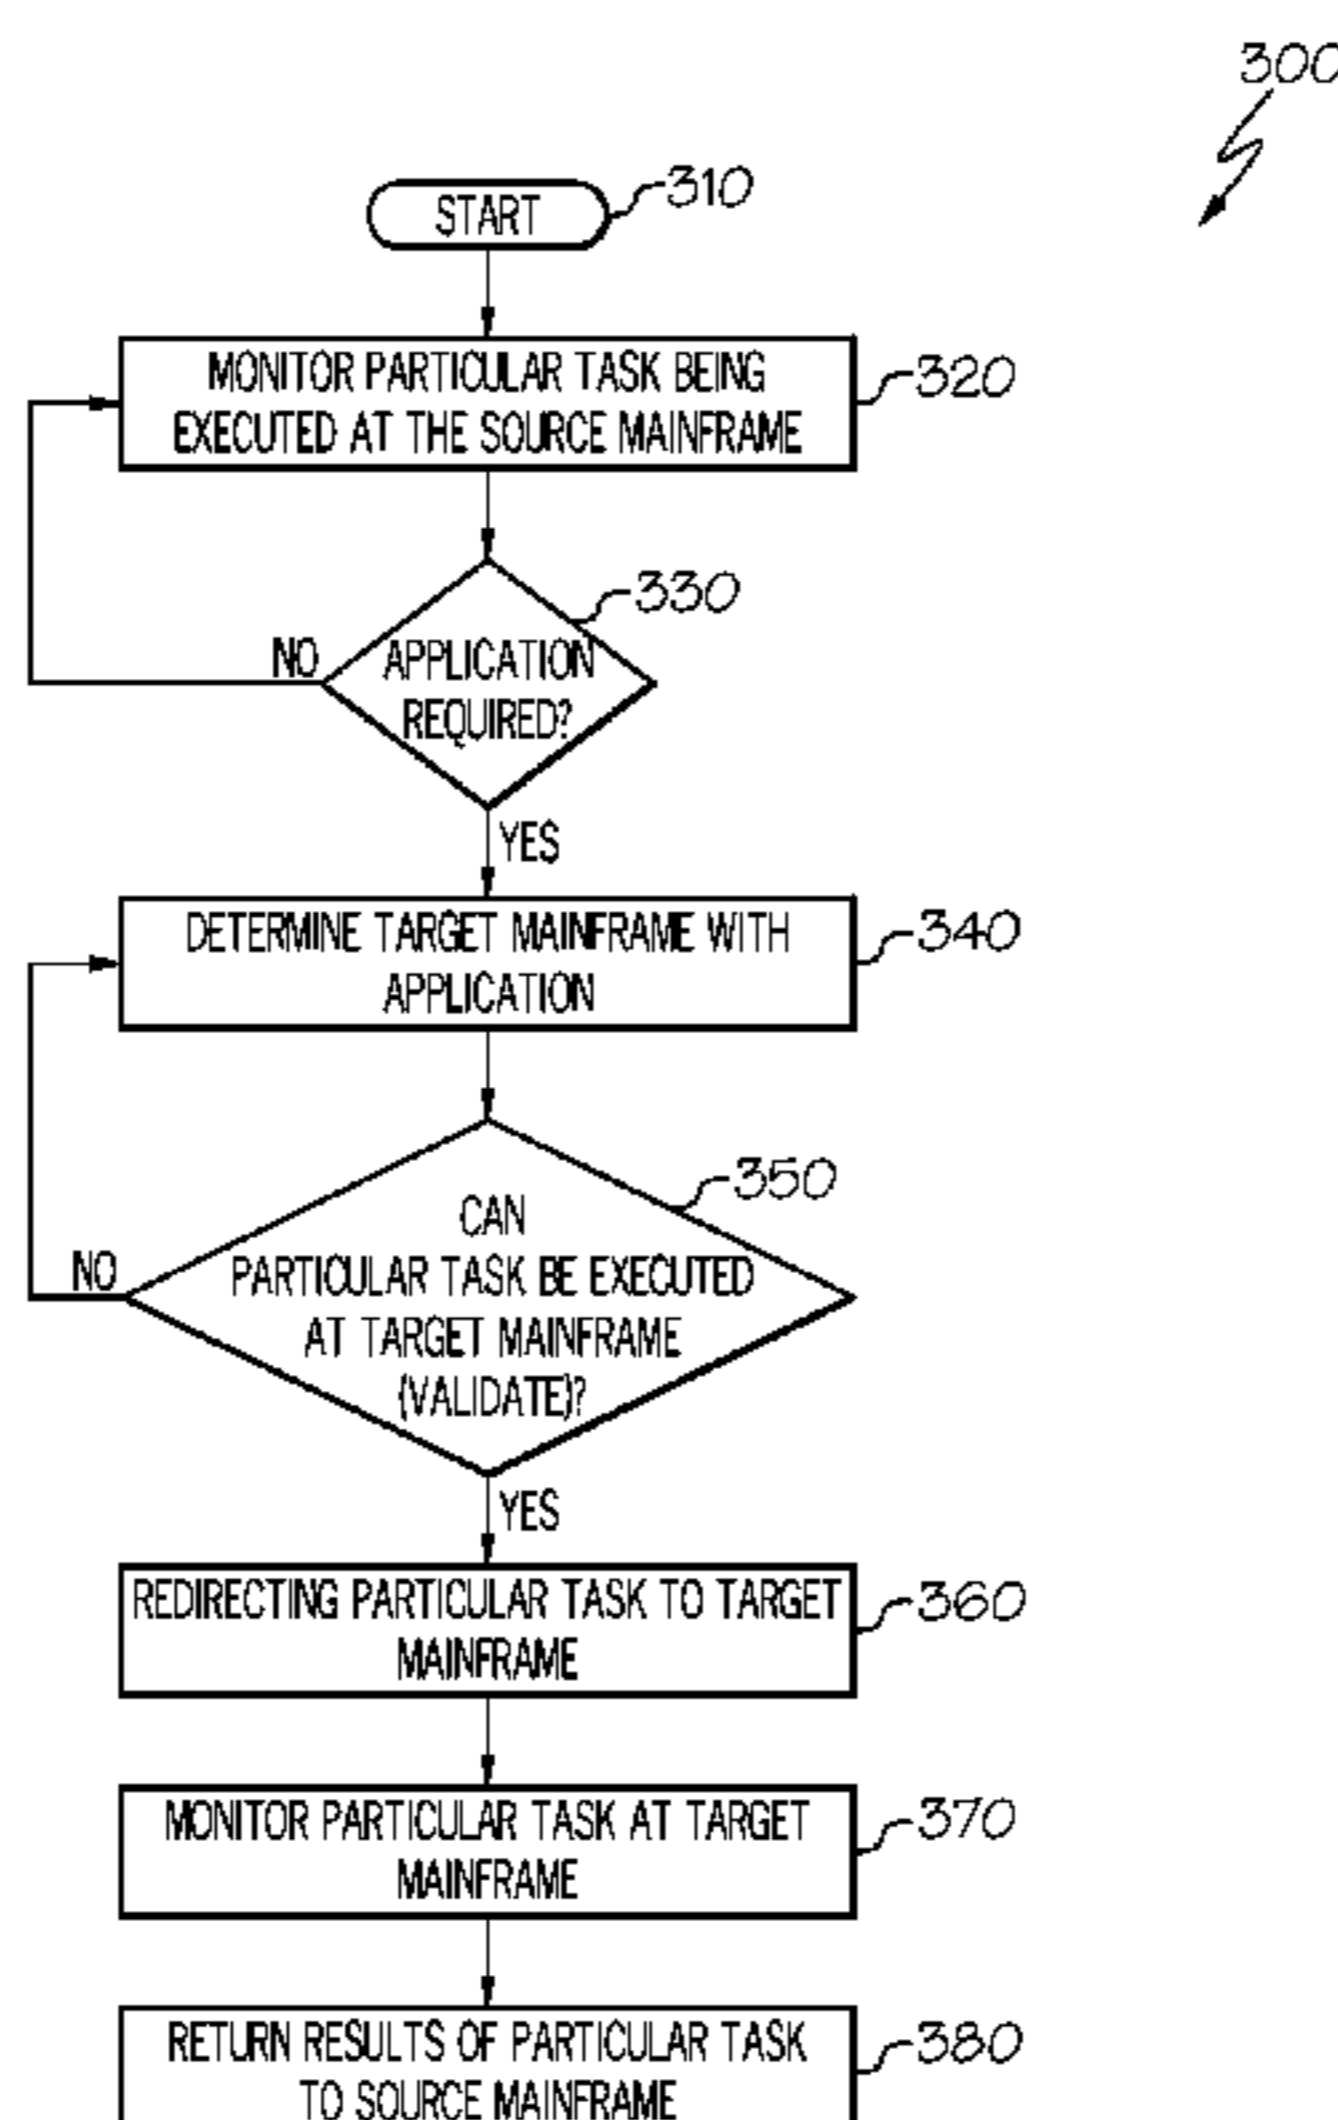 300
START
310
MONITOR PARTICULAR TASK BEING
EXECUTED AT THE SOURCE MAINFRAME
320
330
APPLICATION
REQUIRED?
NO
YES
DETERMINE TARGET MAINFRAME WITH
APPLICATION
340
350
CAN
PARTICULAR TASK BE EXECUTED
AT TARGET MAINFRAME
(VALIDATE)?
NO
YES
REDIRECTING PARTICULAR TASK TO TARGET
MAINFRAME
360
MONITOR PARTICULAR TASK AT TARGET
MAINFRAME
370
RETURN RESULTS OF PARTICULAR TASK
TO SOURCE MAINFRAME
380